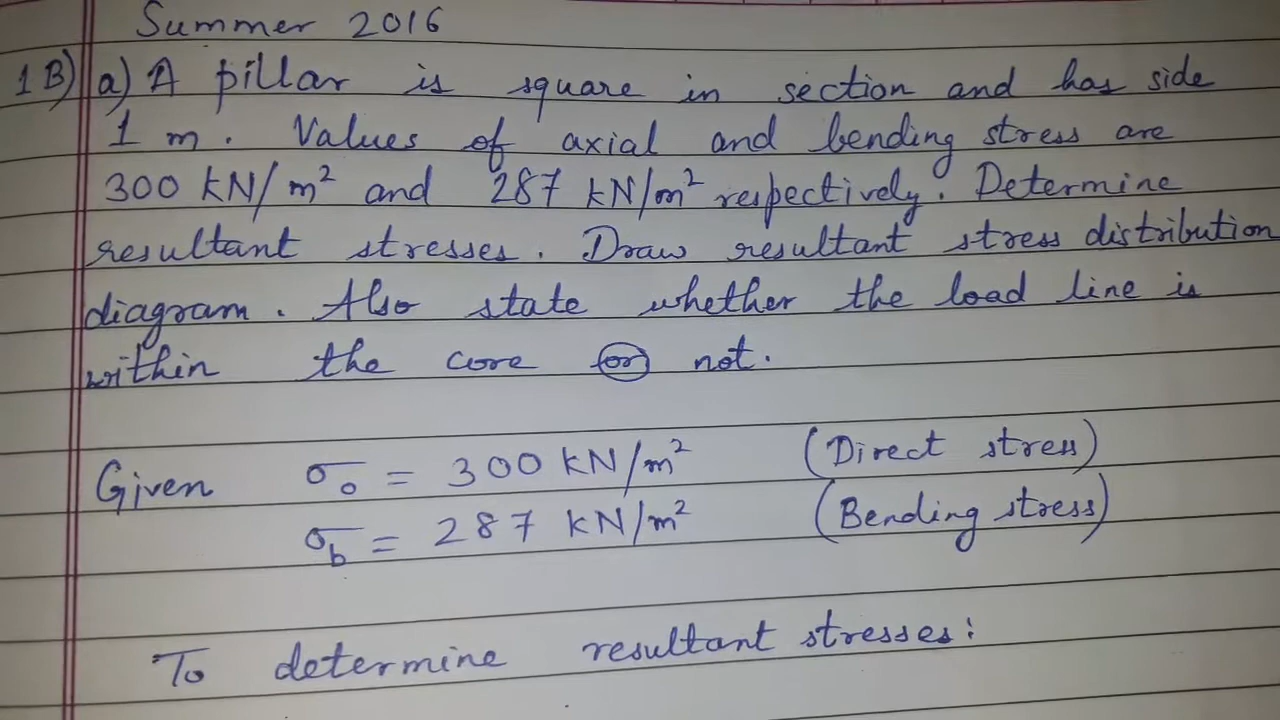 Summer 2016
1B) a) A pillar is square in section and has side
1 m. Values of axial and bending stress are
300 KN/m² and 287 KN/m² respectively. Determine
resultant stresses. Draw resultant stress distribution
diagram. Also state whether the load line is
within the core or not.
Given σ₀ = 300 KN/m² (Direct stress)
σb = 287 KN/m² (Bending stress)
To determine resultant stresses: